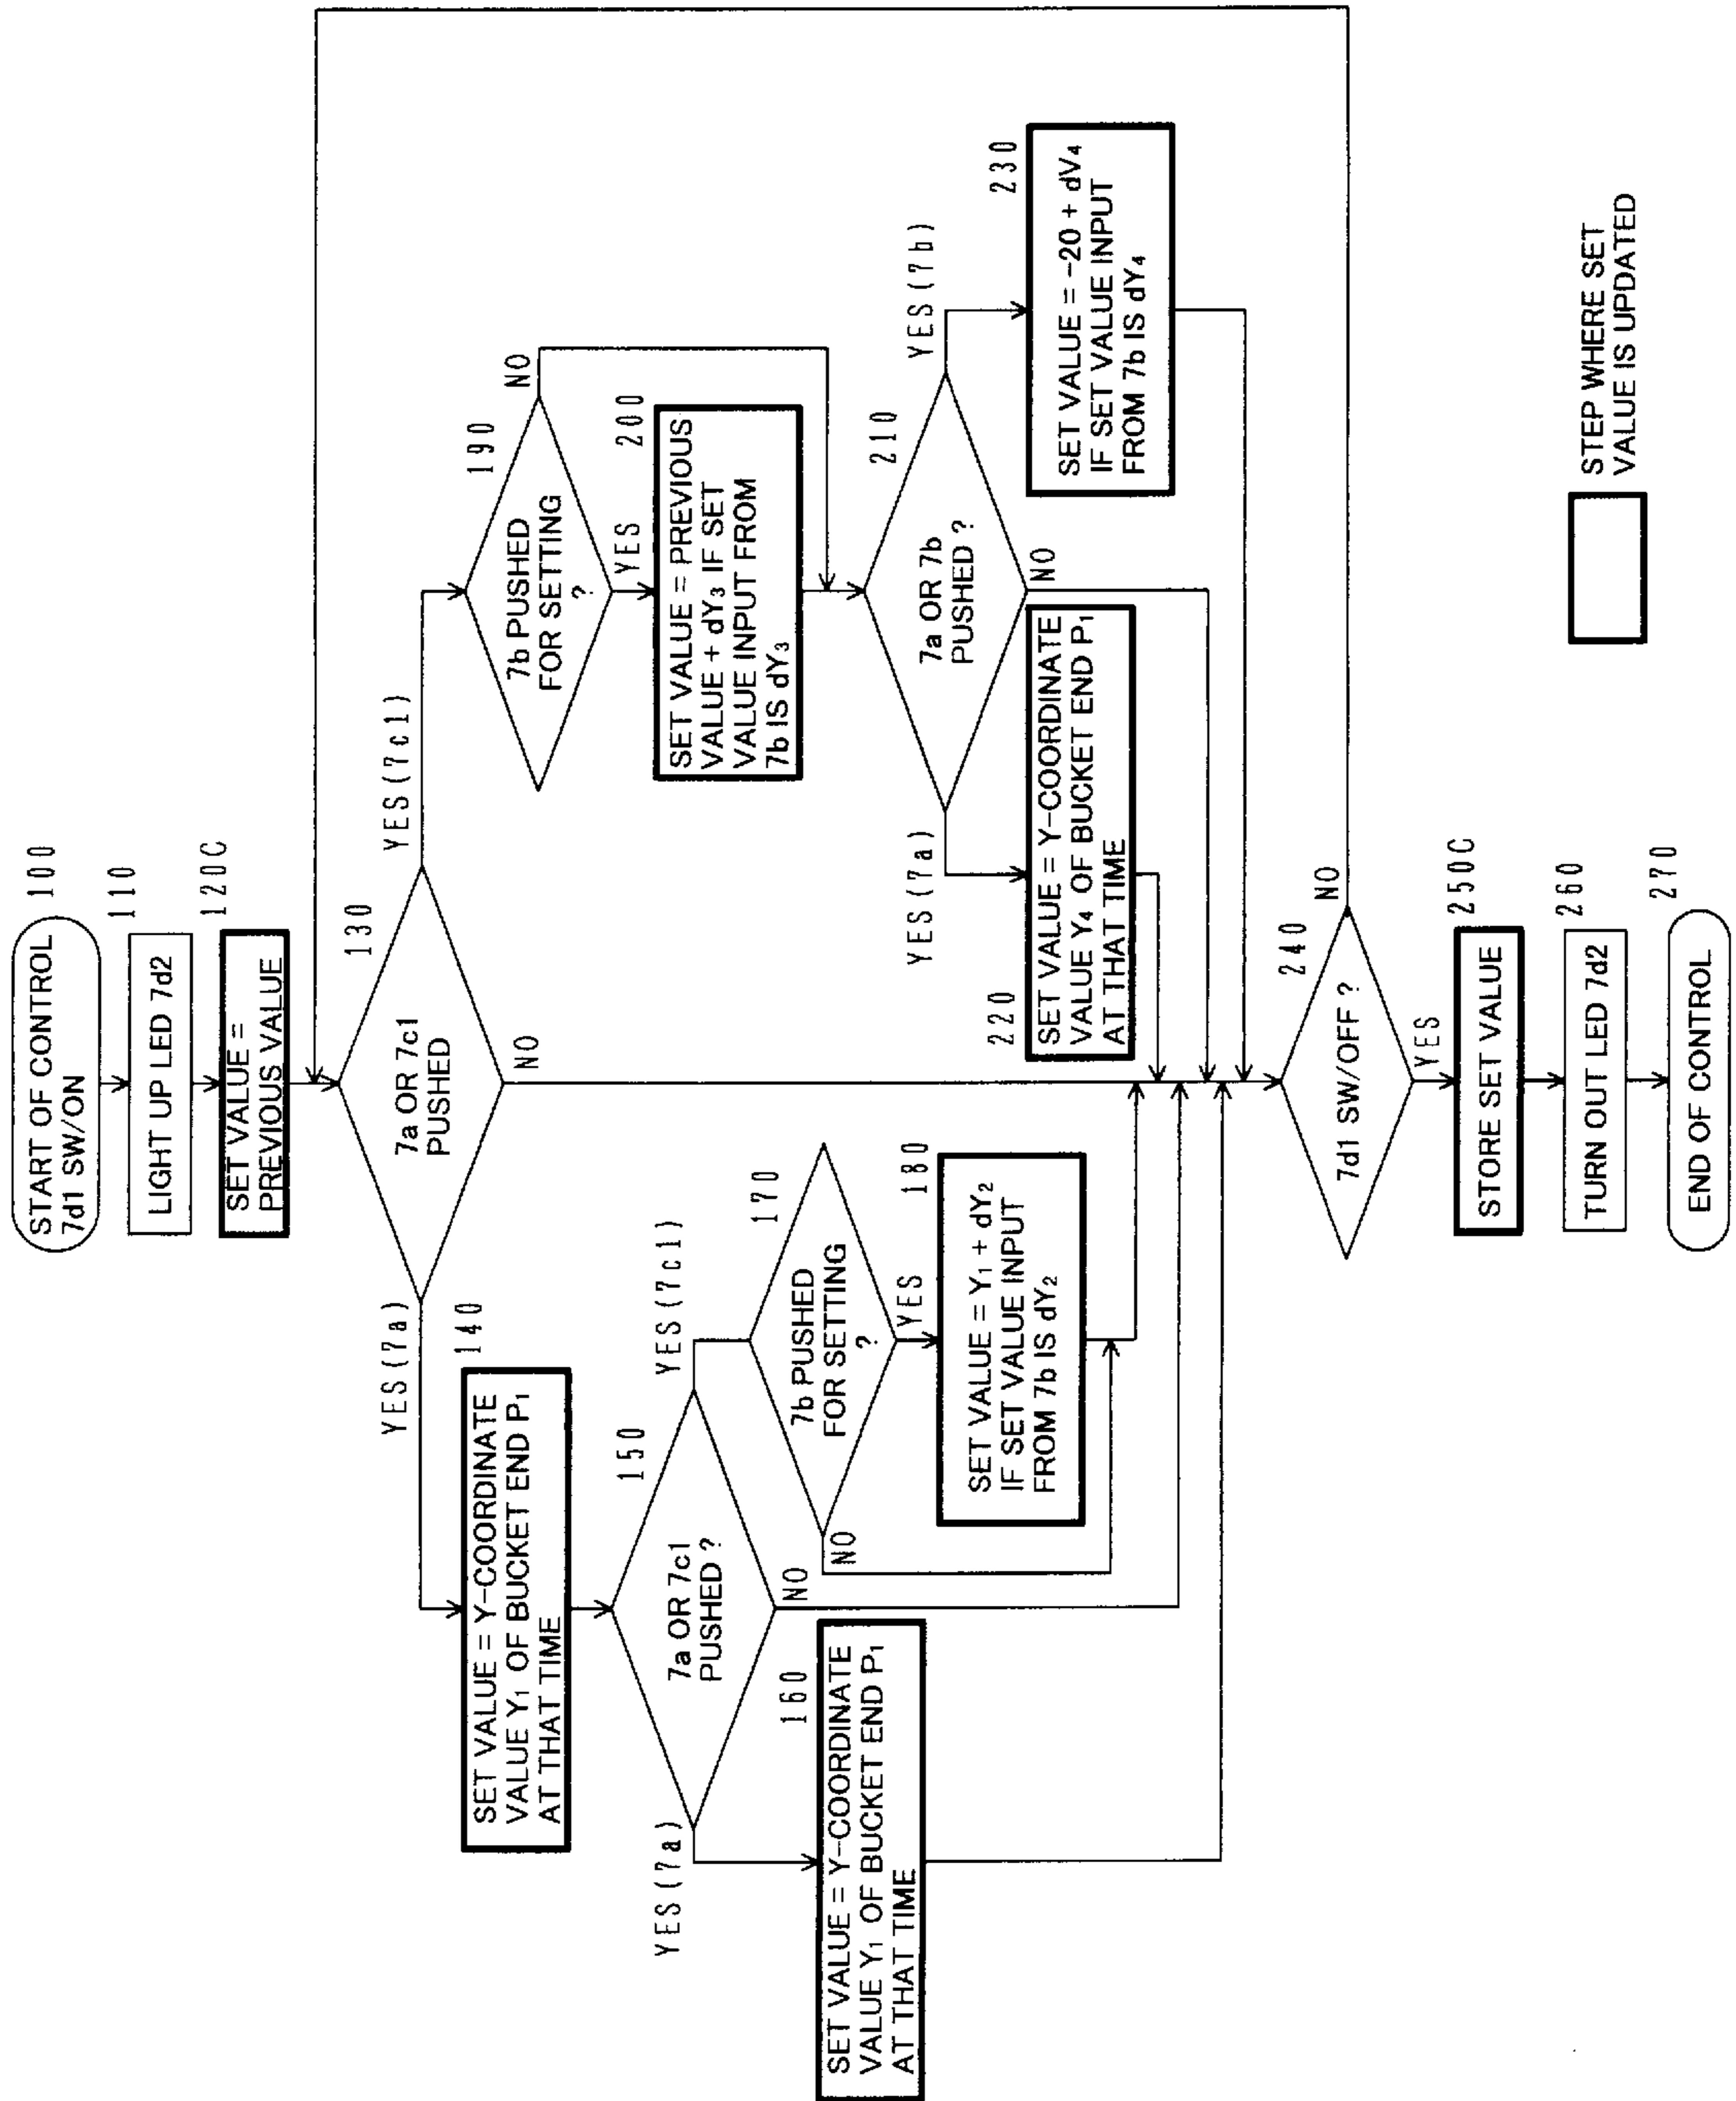 START OF CONTROL
7d1 SW/ON
100
LIGHT UP LED 7d2
110
SET VALUE =
PREVIOUS VALUE
120C
7a OR 7c1
PUSHED
130
YES(7a)
YES(7c1)
NO
SET VALUE = Y-COORDINATE
VALUE Y₁ OF BUCKET END P₁
AT THAT TIME
140
7a OR 7c1
PUSHED ?
150
YES(7a)
YES(7c1)
NO
SET VALUE = Y-COORDINATE
VALUE Y₁ OF BUCKET END P₁
AT THAT TIME
160
7b PUSHED
FOR SETTING
?
170
NO
YES
SET VALUE = Y₁ + dY₂
IF SET VALUE INPUT
FROM 7b IS dY₂
180
7b PUSHED
FOR SETTING
?
190
NO
YES
SET VALUE = PREVIOUS
VALUE + dY₃ IF SET
VALUE INPUT FROM
7b IS dY₃
200
7a OR 7b
PUSHED ?
210
YES(7a)
YES(7b)
NO
SET VALUE = Y-COORDINATE
VALUE Y₄ OF BUCKET END P₁
AT THAT TIME
220
SET VALUE = -20 + dV₄
IF SET VALUE INPUT
FROM 7b IS dY₄
230
7d1 SW/OFF ?
240
NO
YES
STORE SET VALUE
250C
TURN OUT LED 7d2
260
END OF CONTROL
270
STEP WHERE SET
VALUE IS UPDATED